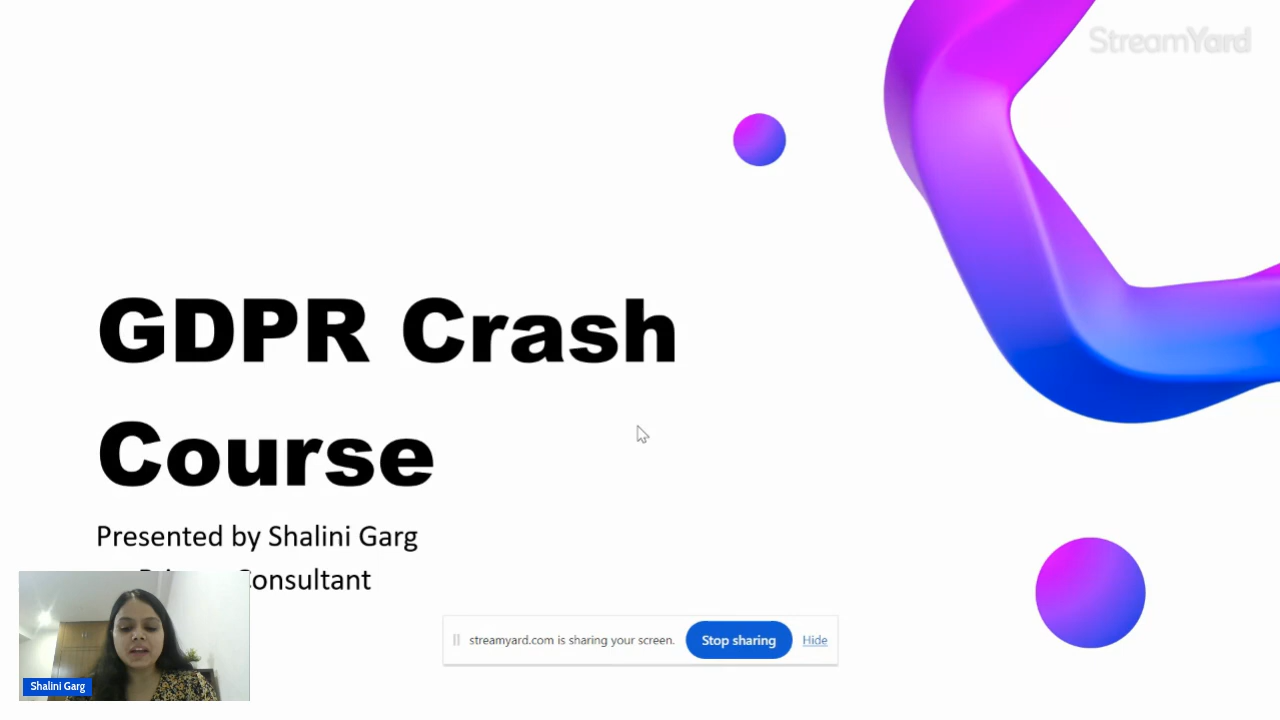 StreamYard
GDPR Crash
Course
Presented by Shalini Garg
Consultant
streamyard.com is sharing your screen.
Stop sharing
Hide
Shalini Garg